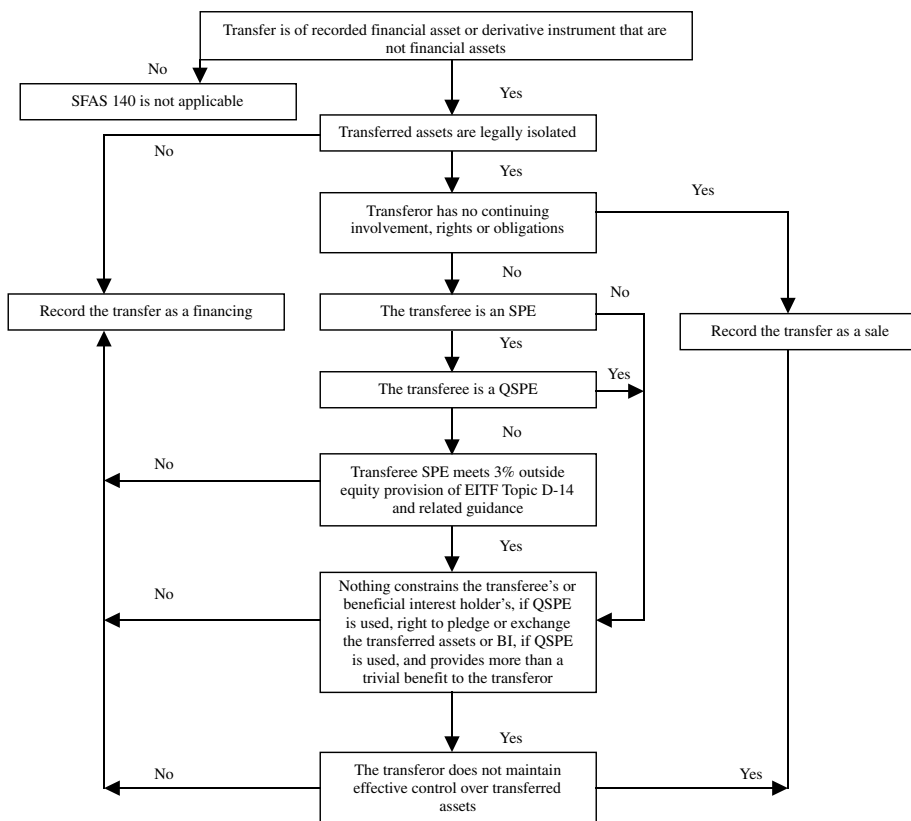 Transfer is of recorded financial asset or derivative instrument that are
not financial assets
No
SFAS 140 is not applicable
Yes
Transferred assets are legally isolated
No
Yes
Yes
Transferor has no continuing
involvement, rights or obligations
No
No
Record the transfer as a financing
The transferee is an SPE
Record the transfer as a sale
Yes
The transferee is a QSPE
Yes
No
No
Transferee SPE meets 3% outside
equity provision of EITF Topic D-14
and related guidance
Yes
No
Nothing constrains the transferee’s or
beneficial interest holder’s, if QSPE
is used, right to pledge or exchange
the transferred assets or BI, if QSPE
is used, and provides more than a
trivial benefit to the transferor
Yes
No
The transferor does not maintain
effective control over transferred
assets
Yes